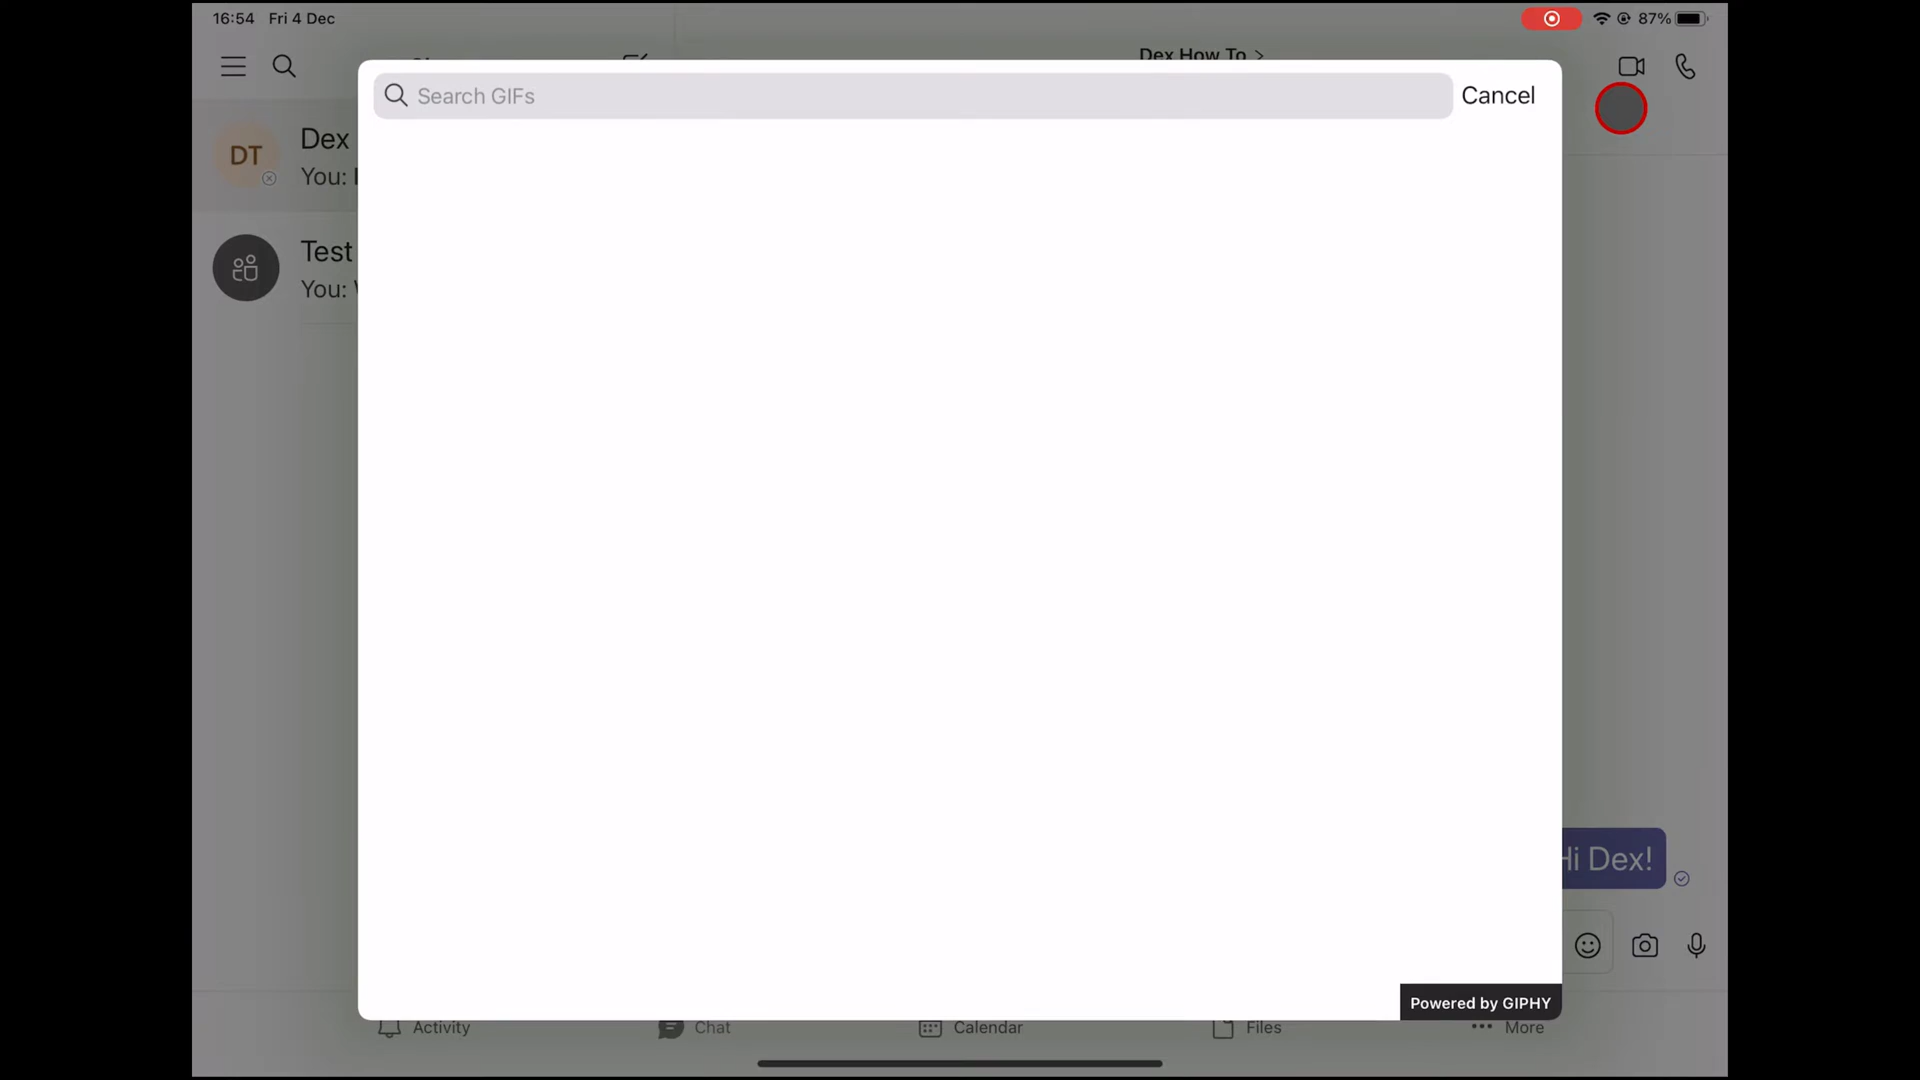 16:54 Fri 4 Dec
87%
Dex How To >
Search GIFs
Cancel
DT
Dex
You:
Test
You:
Hi Dex!
Powered by GIPHY
Activity
Chat
Calendar
Files
More